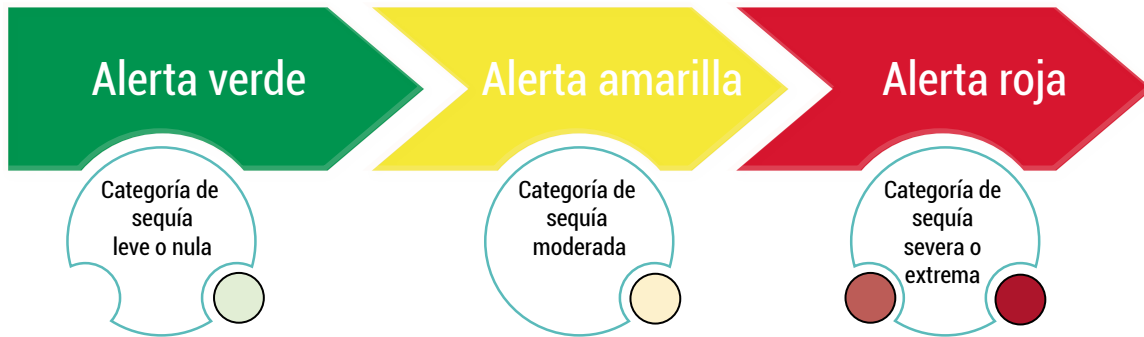 Alerta verde
Alerta amarilla
Alerta roja
Categoría de
sequía
leve o nula
Categoría de
sequía
moderada
Categoría de
sequía
severa o
extrema